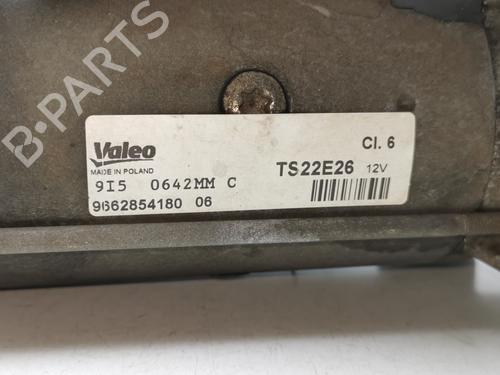 B-PARTS
Valeo
MADE IN POLAND
Cl. 6
TS22E26 12V
9I5 0642MM C
9662854180 06